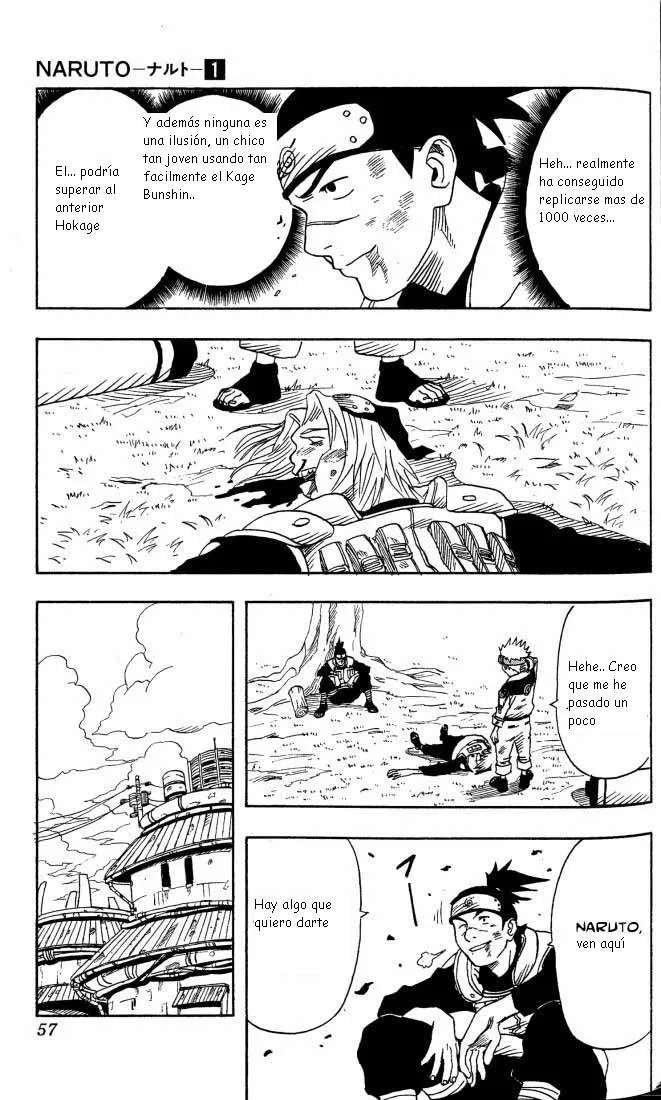 NARUTO—ナルト—1
Heh... realmente
ha conseguido
replicarse mas de
1000 veces...
Y además ninguna es
una ilusión, un chico
tan joven usando tan
facilmente el Kage
Bunshin..
El... podría
superar al
anterior
Hokage
Hehe.. Creo
que me he
pasado un
poco
NARUTO,
ven aquí
Hay algo que
quiero darte
57